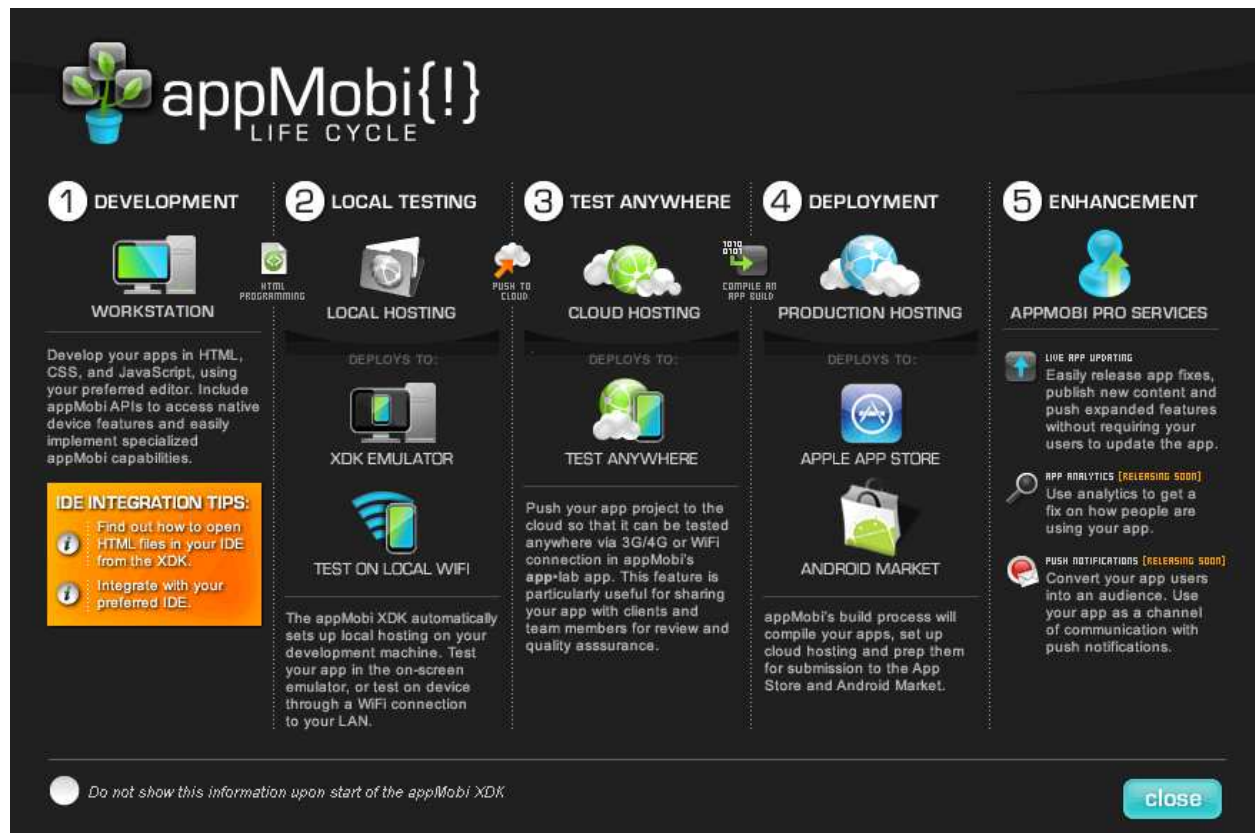 appMobi{!}
LIFE CYCLE
1 DEVELOPMENT
HTML
PROGRAMMING
WORKSTATION
Develop your apps in HTML,
CSS, and JavaScript, using
your preferred editor. Include
appMobi APIs to access native
device features and easily
implement specialized
appMobi capabilities.
IDE INTEGRATION TIPS:
Find out how to open
HTML files in your IDE
from the XDK.
Integrate with your
preferred IDE.
2 LOCAL TESTING
PUSH TO
CLOUD
LOCAL HOSTING
DEPLOYS TO:
XDK EMULATOR
TEST ON LOCAL WIFI
The appMobi XDK automatically
sets up local hosting on your
development machine. Test
your app in the on-screen
emulator, or test on device
through a WiFi connection
to your LAN.
3 TEST ANYWHERE
1010
0101
COMPILE AN
APP BUILD
CLOUD HOSTING
DEPLOYS TO:
TEST ANYWHERE
Push your app project to the
cloud so that it can be tested
anywhere via 3G/4G or WiFi
connection in appMobi's
app-lab app. This feature is
particularly useful for sharing
your app with clients and
team members for review and
quality asssurance.
4 DEPLOYMENT
PRODUCTION HOSTING
DEPLOYS TO:
APPLE APP STORE
ANDROID MARKET
appMobi's build process will
compile your apps, set up
cloud hosting and prep them
for submission to the App
Store and Android Market.
5 ENHANCEMENT
APPMOBI PRO SERVICES
LIVE APP UPDATING
Easily release app fixes,
publish new content and
push expanded features
without requiring your
users to update the app.
APP ANALYTICS [RELEASING SOON]
Use analytics to get a
fix on how people are
using your app.
PUSH NOTIFICATIONS [RELEASING SOON]
Convert your app users
into an audience. Use
your app as a channel
of communication with
push notifications.
Do not show this information upon start of the appMobi XDK
close